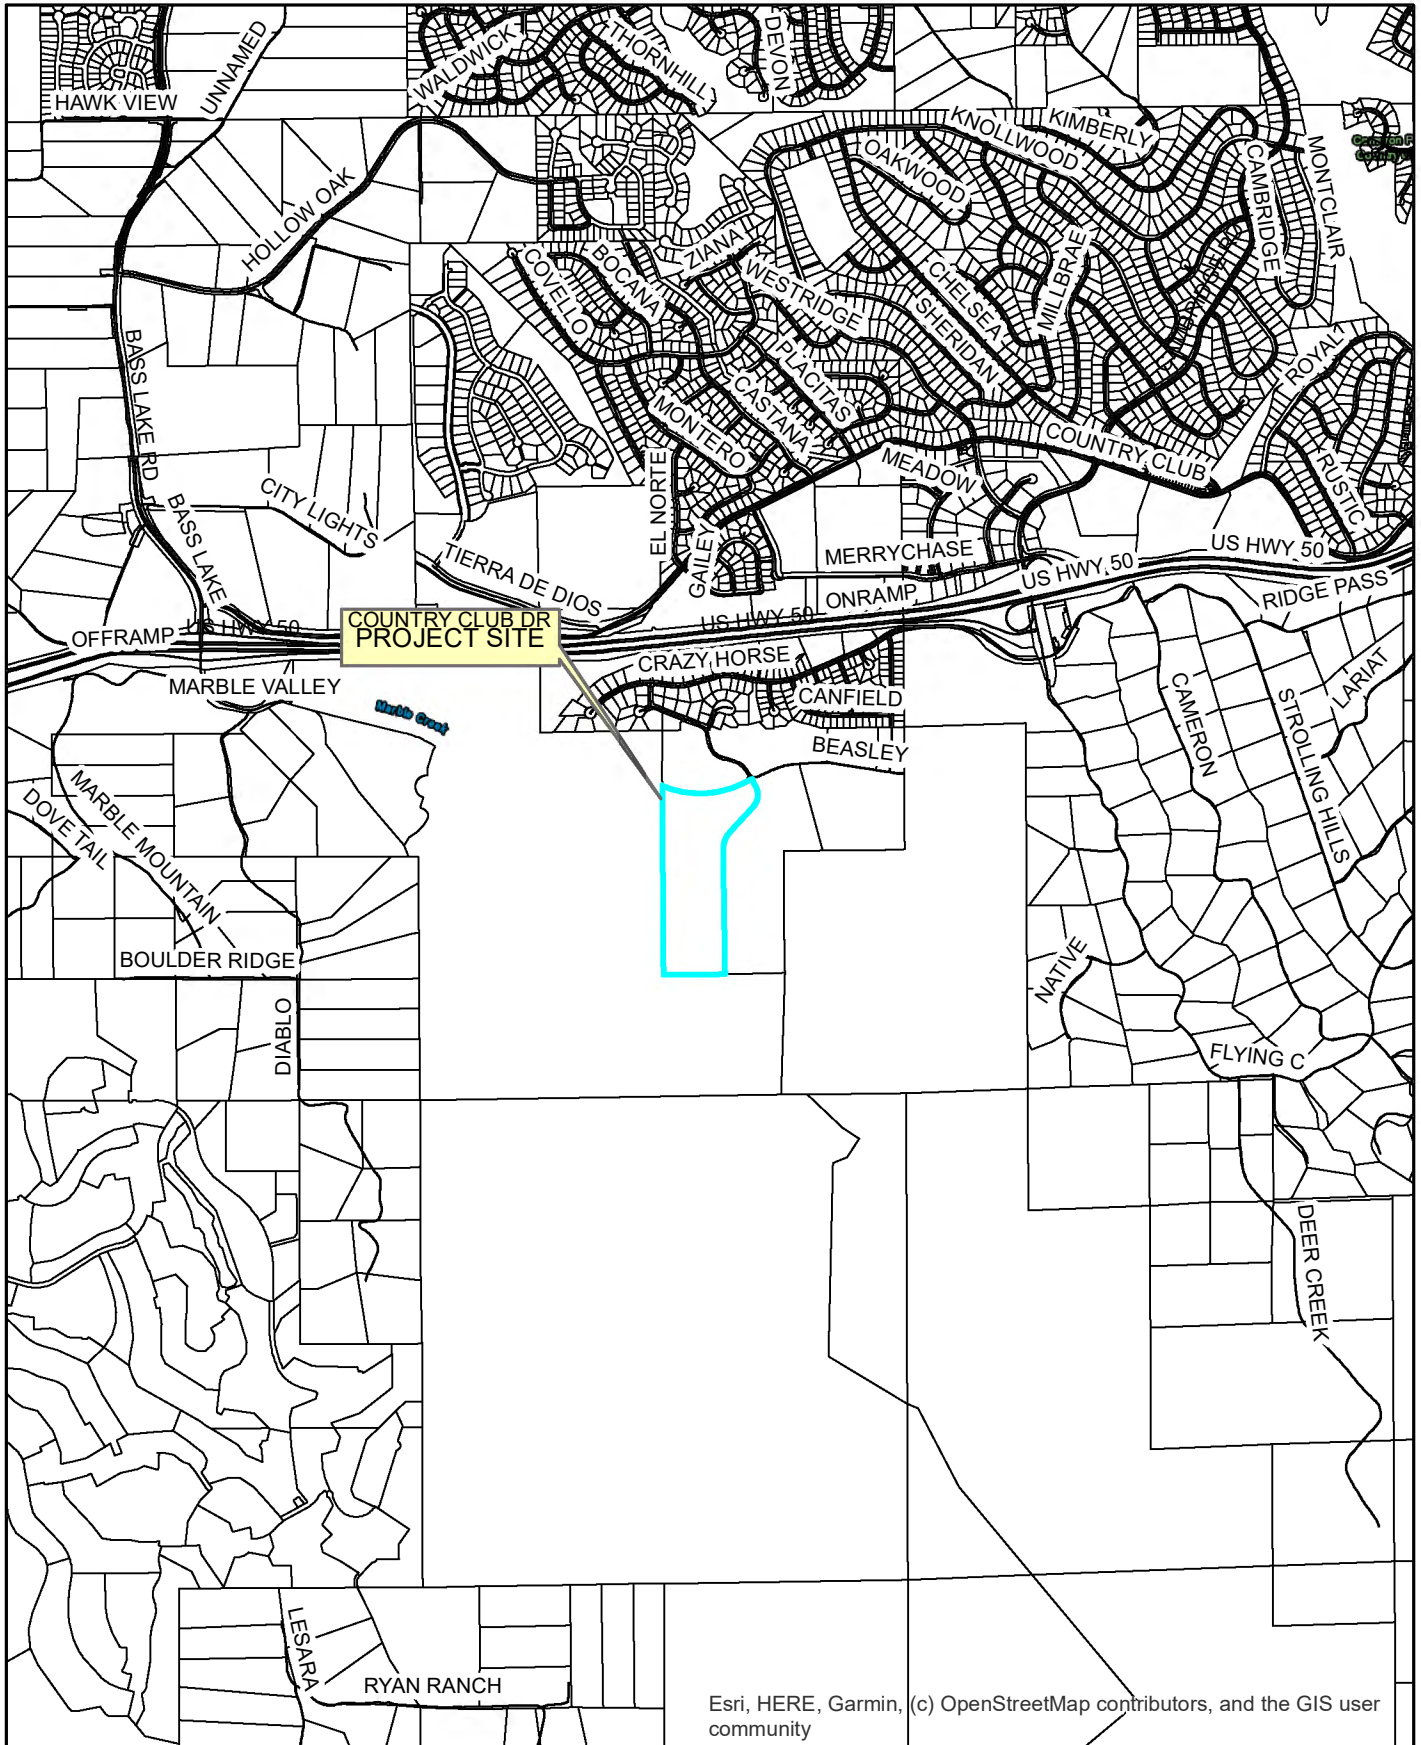 WALDWICK
THORNHILL
DEVON
UNNAMED
HAWK VIEW
KNOLLWOOD
KIMBERLY
OAKWOOD
CAMBRIDGE
MONTCLAIR
HOLLOW OAK
COVELLO
BOCANA
ZIANA
WESTRIDGE
CHELSEA
SHERIDAN
MILLBRAE
BASS LAKE RD
PLACITAS
CASTANA
MONTERO
ROYAL
COUNTRY CLUB
MEADOW
RUSTIC
EL NORTE
GAILEY
CITY LIGHTS
BASS LAKE
TIERRA DE DIOS
MERRYCHASE
US HWY 50
US HWY 50
ONRAMP
US HWY 50
RIDGE PASS
OFFRAMP
US HWY 50
COUNTRY CLUB DR
PROJECT SITE
CRAZY HORSE
CANFIELD
BEASLEY
MARBLE VALLEY
Marble Creek
CAMERON
STROLLING HILLS
LARIAT
MARBLE MOUNTAIN
DOVE TAIL
BOULDER RIDGE
DIABLO
NATIVE
FLYING C
DEER CREEK
LESARA
RYAN RANCH
Esri, HERE, Garmin, (c) OpenStreetMap contributors, and the GIS user
community